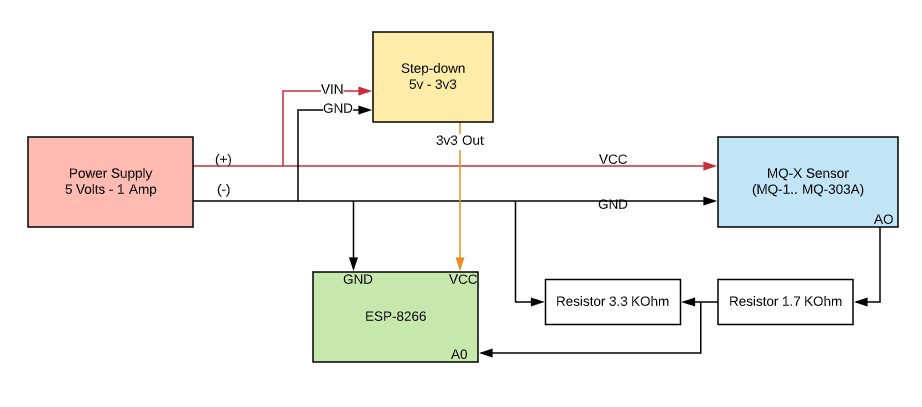 Step-down
5v - 3v3
VIN
GND
3v3 Out
Power Supply
5 Volts - 1 Amp
(+)
(-)
VCC
GND
MQ-X Sensor
(MQ-1.. MQ-303A)
AO
GND
VCC
ESP-8266
A0
Resistor 3.3 KOhm
Resistor 1.7 KOhm